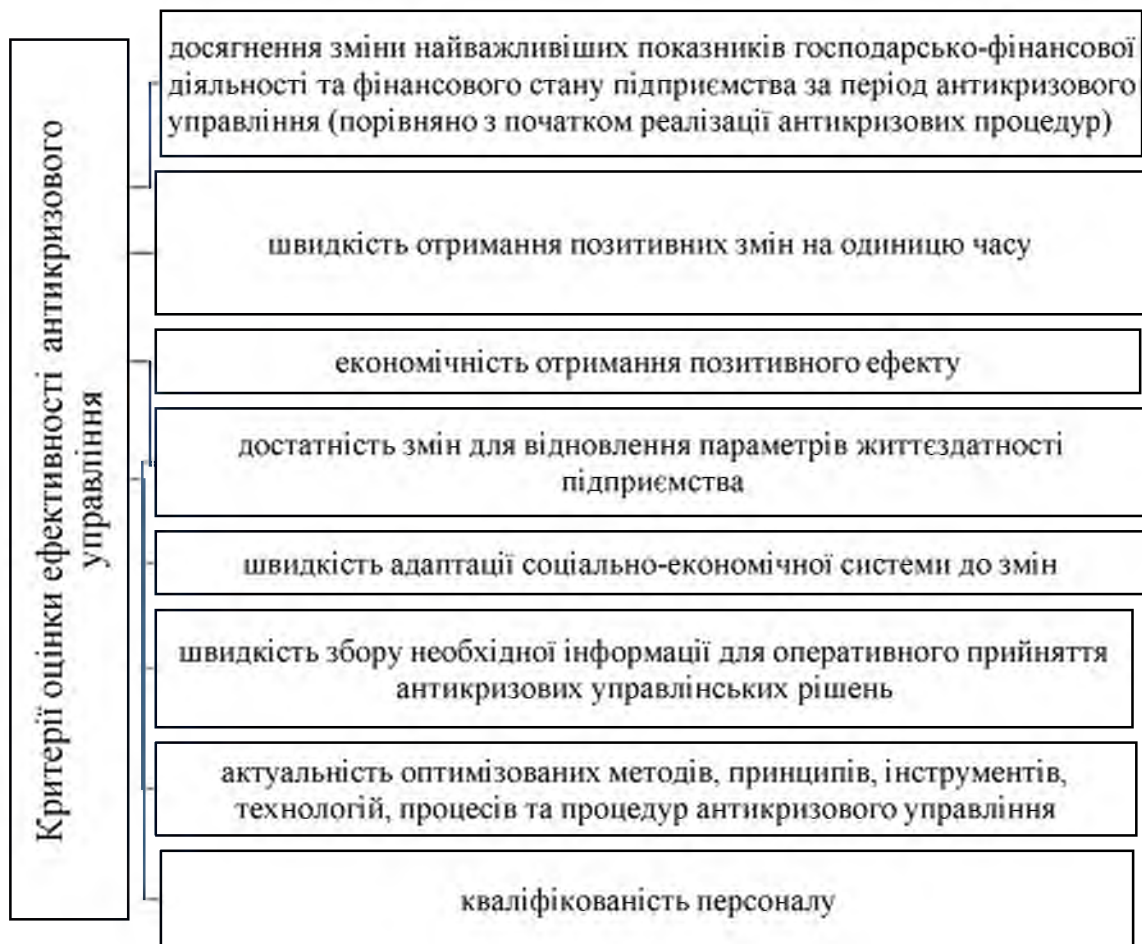 Критерії оцінки ефективності антикризового
управління
досягнення зміни найважливіших показників господарсько-фінансової
діяльності та фінансового стану підприємства за період антикризового
управління (порівняно з початком реалізації антикризових процедур)
швидкість отримання позитивних змін на одиницю часу
економічність отримання позитивного ефекту
достатність змін для відновлення параметрів життєздатності
підприємства
швидкість адаптації соціально-економічної системи до змін
швидкість збору необхідної інформації для оперативного прийняття
антикризових управлінських рішень
актуальність оптимізованих методів, принципів, інструментів,
технологій, процесів та процедур антикризового управління
кваліфікованість персоналу